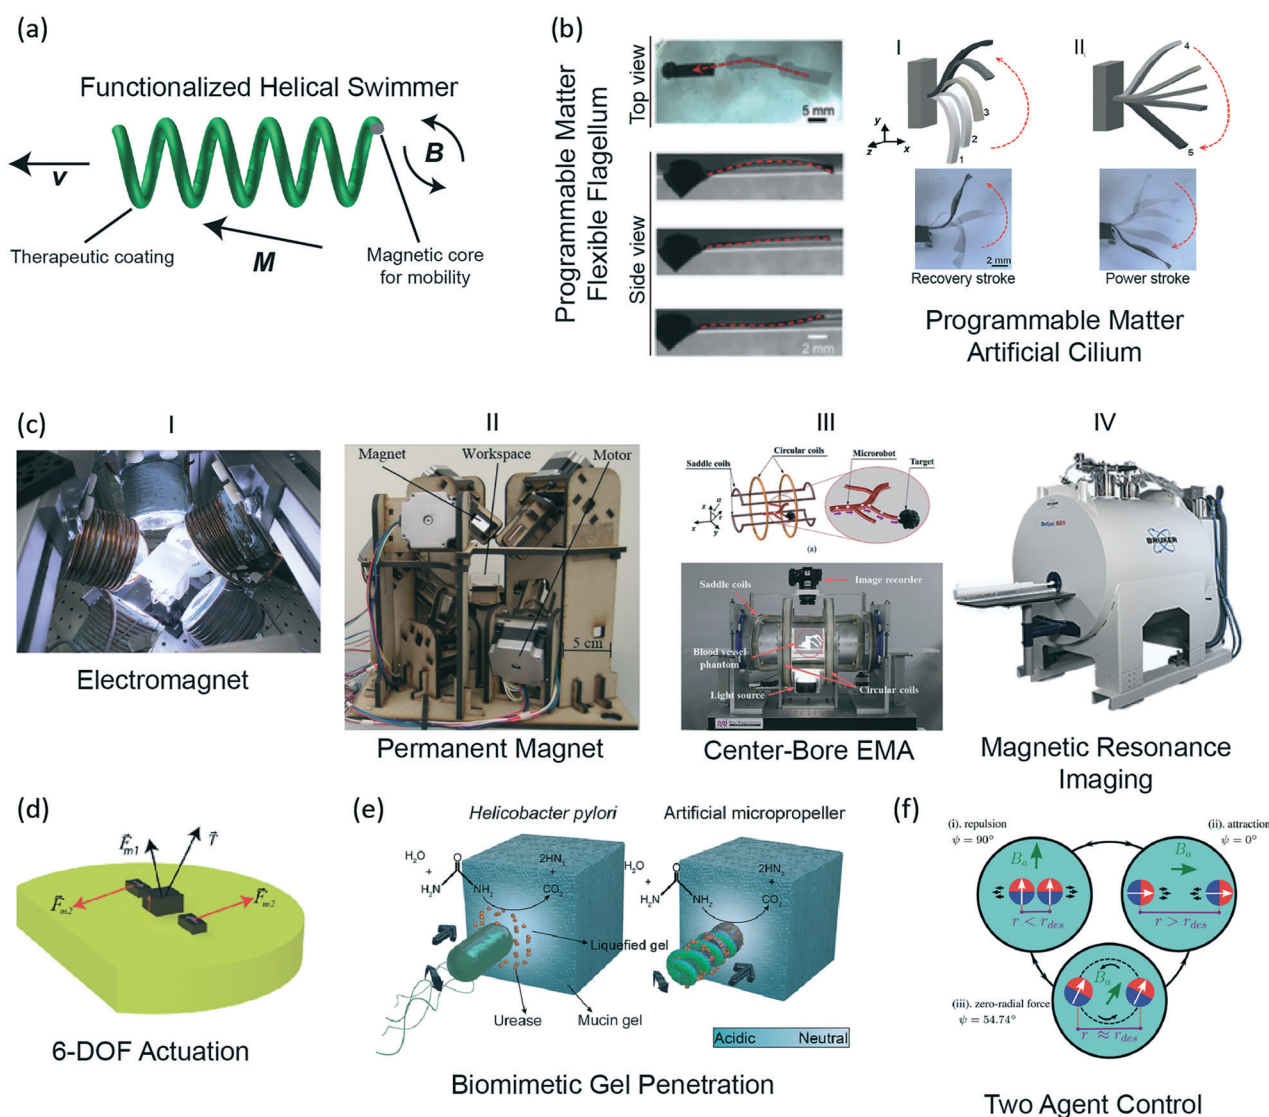 (a)
Functionalized Helical Swimmer
B
v
Therapeutic coating
M
Magnetic core
for mobility
(b)
Programmable Matter
Flexible Flagellum
Top view
5 mm
Side view
2 mm
I
4
3
2
1
y
z
x
II
5
2 mm
Recovery stroke
Power stroke
Programmable Matter
Artificial Cilium
(c)
I
Electromagnet
II
Magnet
Workspace
Motor
5 cm
Permanent Magnet
III
Circular coils
Saddle coils
Microrobot
Target
z
x
y
(a)
Saddle coils
Image recorder
Blood vessel
phantom
Light source
Circular coils
Center-Bore EMA
IV
BRUKER
Magnetic Resonance
Imaging
(d)
F⃗m1
T⃗
F⃗m2
F⃗m2
6-DOF Actuation
(e)
Helicobacter pylori
H₂O
+
O
H₂N
NH₂
2HN₃
+
CO₂
Liquefied gel
Urease
Mucin gel
Artificial micropropeller
H₂O
+
O
H₂N
NH₂
2HN₃
+
CO₂
Acidic
Neutral
Biomimetic Gel Penetration
(f)
(i). repulsion
ψ = 90°
Ba
r < rdes
(ii). attraction
ψ = 0°
Ba
r > rdes
(iii). zero-radial force
ψ = 54.74°
Ba
r ≈ rdes
Two Agent Control